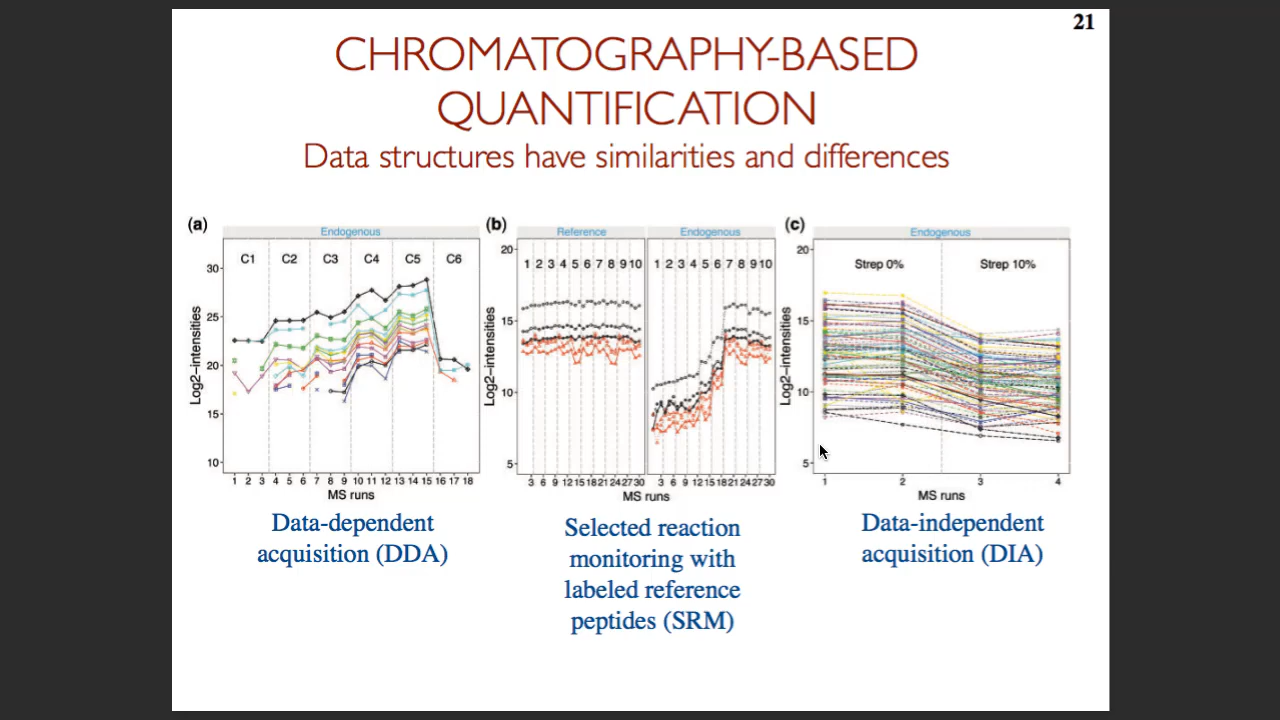 21
CHROMATOGRAPHY-BASED
QUANTIFICATION
Data structures have similarities and differences
(a)
Endogenous
C1 C2 C3 C4 C5 C6
30
25
20
15
10
Log2-intensities
1 2 3 4 5 6 7 8 9 10 11 12 13 14 15 16 17 18
MS runs
(b)
Reference Endogenous
1 2 3 4 5 6 7 8 9 10 1 2 3 4 5 6 7 8 9 10
20
15
10
5
Log2-intensities
3 6 9 12 15 18 21 24 27 30 3 6 9 12 15 18 21 24 27 30
MS runs
(c)
Endogenous
Strep 0% Strep 10%
20
15
10
5
Log2-intensities
1 2 3 4
MS runs
Data-dependent
acquisition (DDA)
Selected reaction
monitoring with
labeled reference
peptides (SRM)
Data-independent
acquisition (DIA)